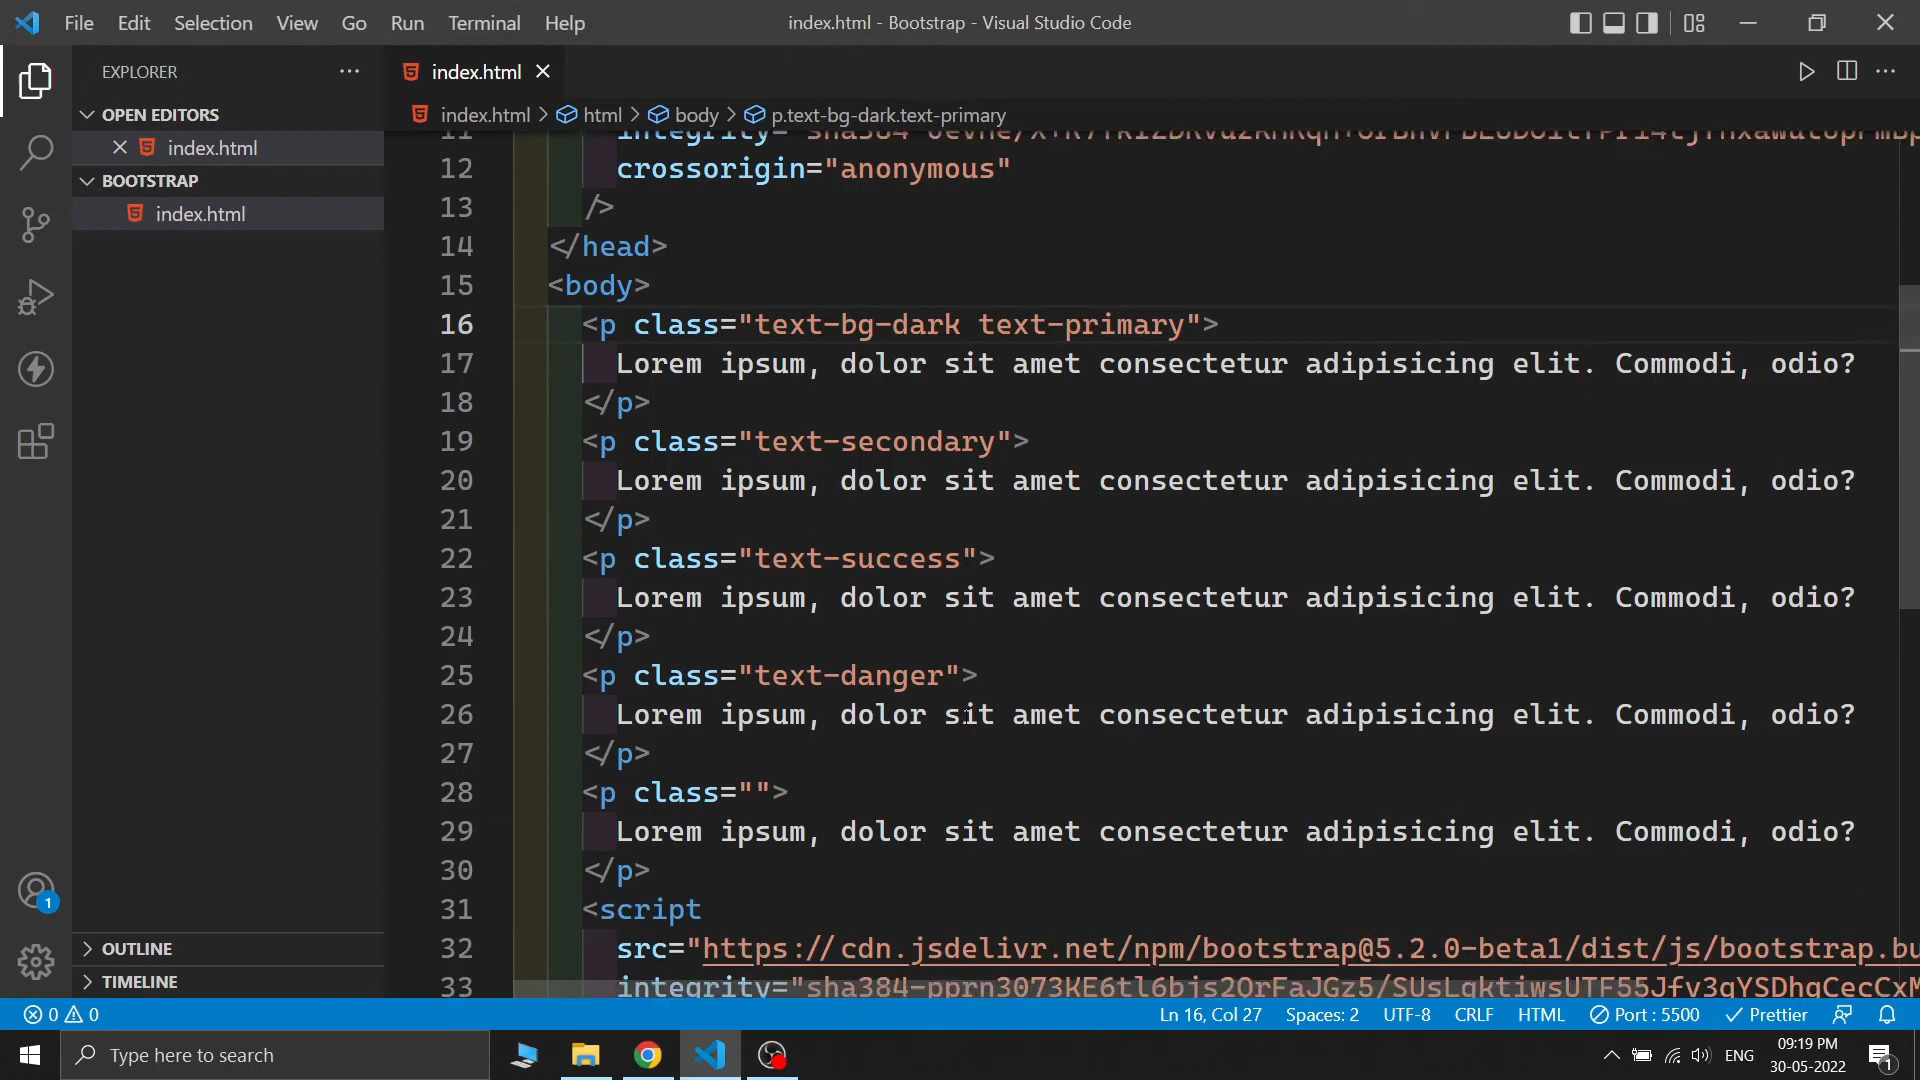 File Edit Selection View Go Run Terminal Help
index.html - Bootstrap - Visual Studio Code
EXPLORER
index.html
OPEN EDITORS
index.html
BOOTSTRAP
index.html
OUTLINE
TIMELINE
index.html > html > body > p.text-bg-dark.text-primary
12 crossorigin="anonymous"
13 />
14 </head>
15 <body>
16 <p class="text-bg-dark text-primary">
17 Lorem ipsum, dolor sit amet consectetur adipisicing elit. Commodi, odio?
18 </p>
19 <p class="text-secondary">
20 Lorem ipsum, dolor sit amet consectetur adipisicing elit. Commodi, odio?
21 </p>
22 <p class="text-success">
23 Lorem ipsum, dolor sit amet consectetur adipisicing elit. Commodi, odio?
24 </p>
25 <p class="text-danger">
26 Lorem ipsum, dolor sit amet consectetur adipisicing elit. Commodi, odio?
27 </p>
28 <p class="">
29 Lorem ipsum, dolor sit amet consectetur adipisicing elit. Commodi, odio?
30 </p>
31 <script
32 src="https://cdn.jsdelivr.net/npm/bootstrap@5.2.0-beta1/dist/js/bootstrap.bu
33 integrity="sha384-
1
0 0
Ln 16, Col 27 Spaces: 2 UTF-8 CRLF HTML Port : 5500 Prettier
Type here to search
ENG
09:19 PM
30-05-2022
1